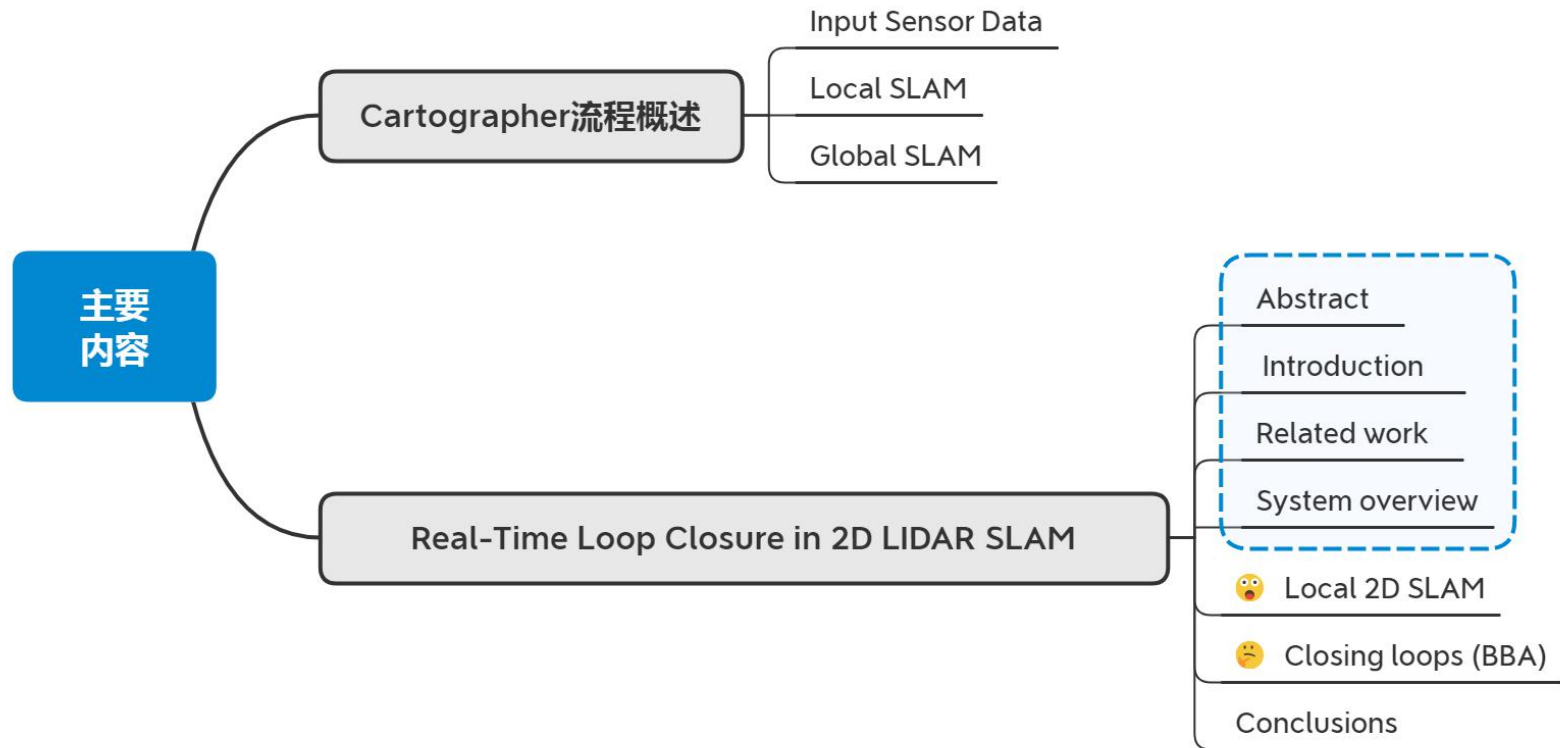 主要
内容
Cartographer流程概述
Input Sensor Data
Local SLAM
Global SLAM
Real-Time Loop Closure in 2D LIDAR SLAM
Abstract
Introduction
Related work
System overview
Local 2D SLAM
Closing loops (BBA)
Conclusions